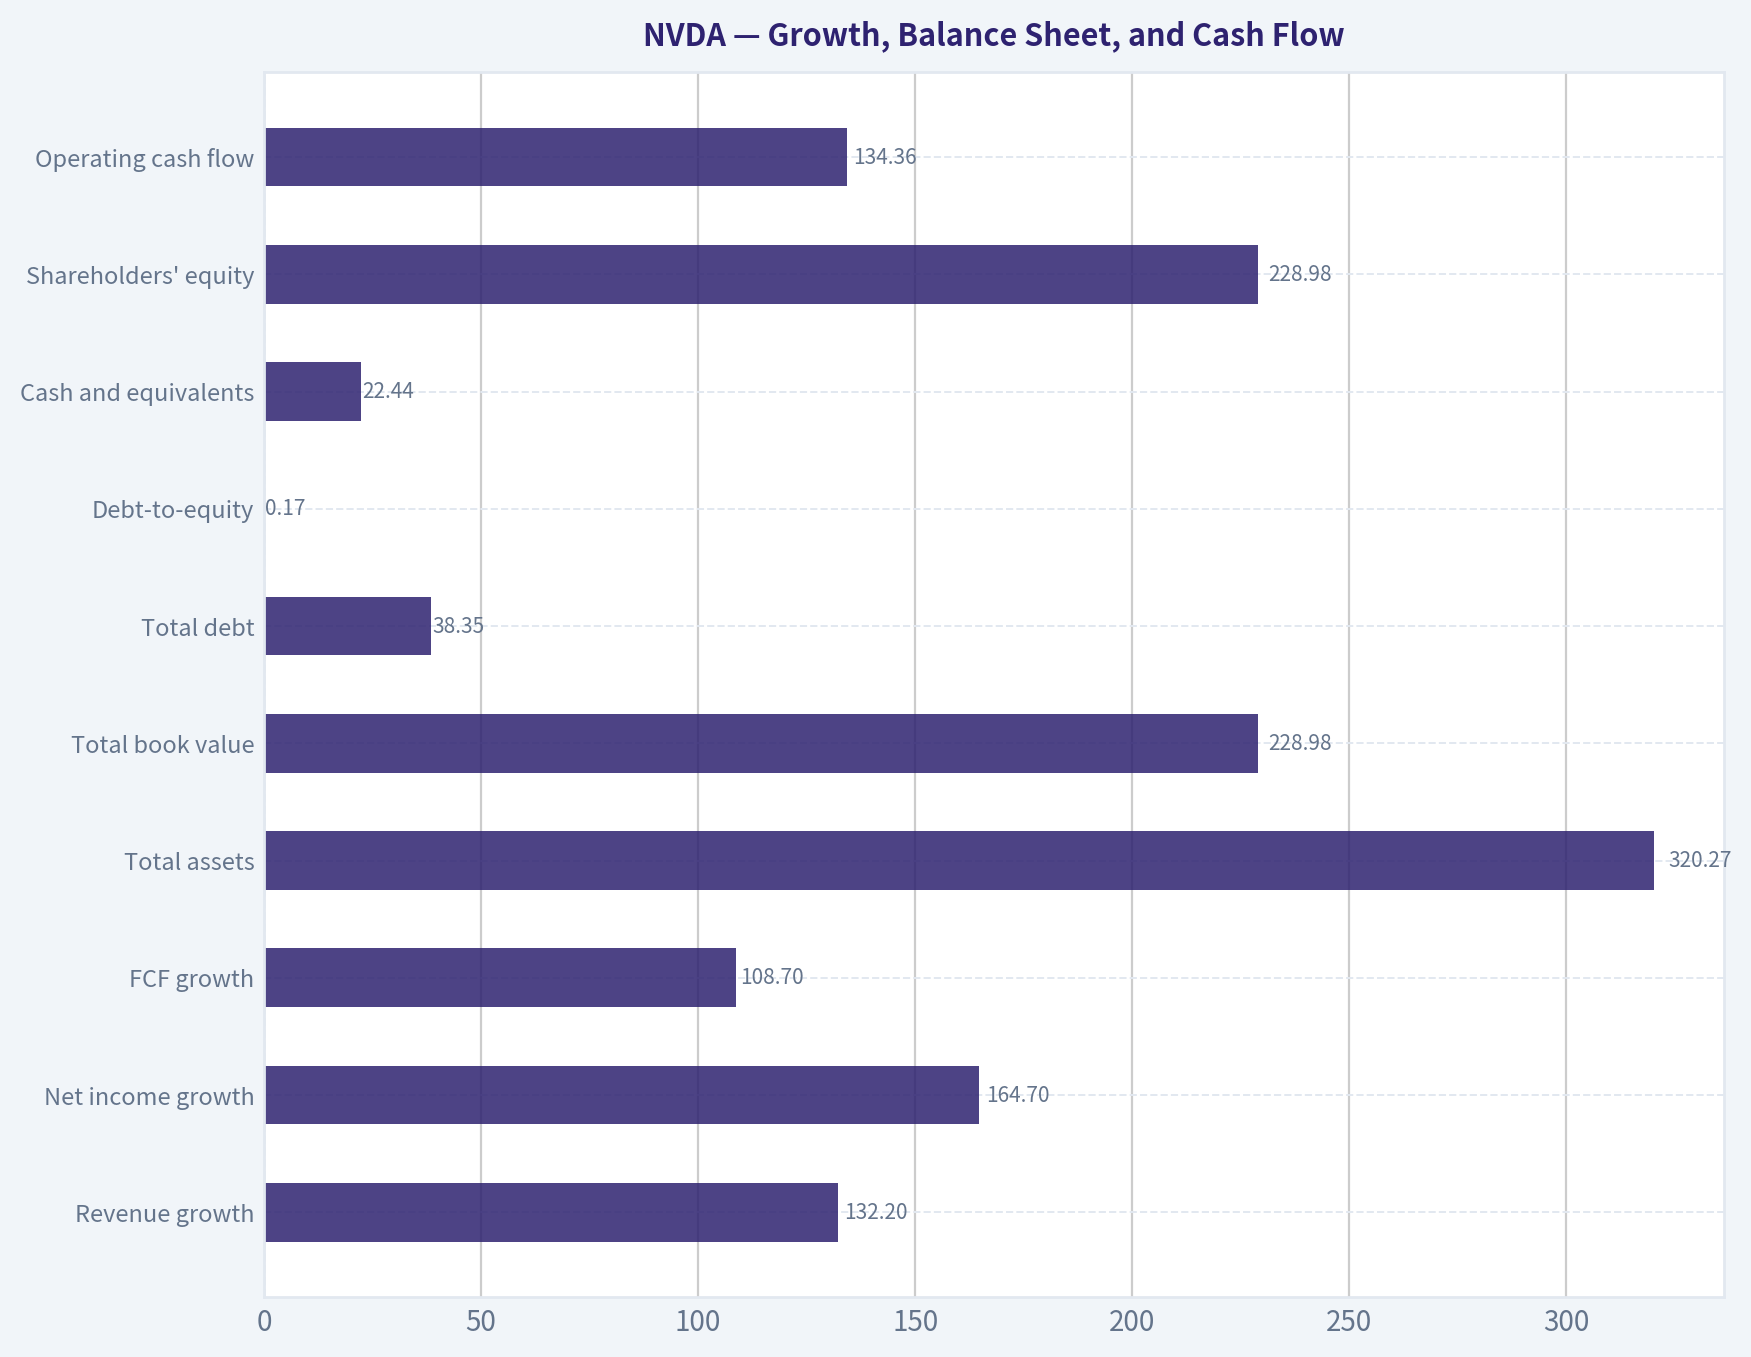 NVDA — Growth, Balance Sheet, and Cash Flow
Operating cash flow 134.36
Shareholders' equity 228.98
Cash and equivalents 22.44
Debt-to-equity 0.17
Total debt 38.35
Total book value 228.98
Total assets 320.27
FCF growth 108.70
Net income growth 164.70
Revenue growth 132.20
0 50 100 150 200 250 300